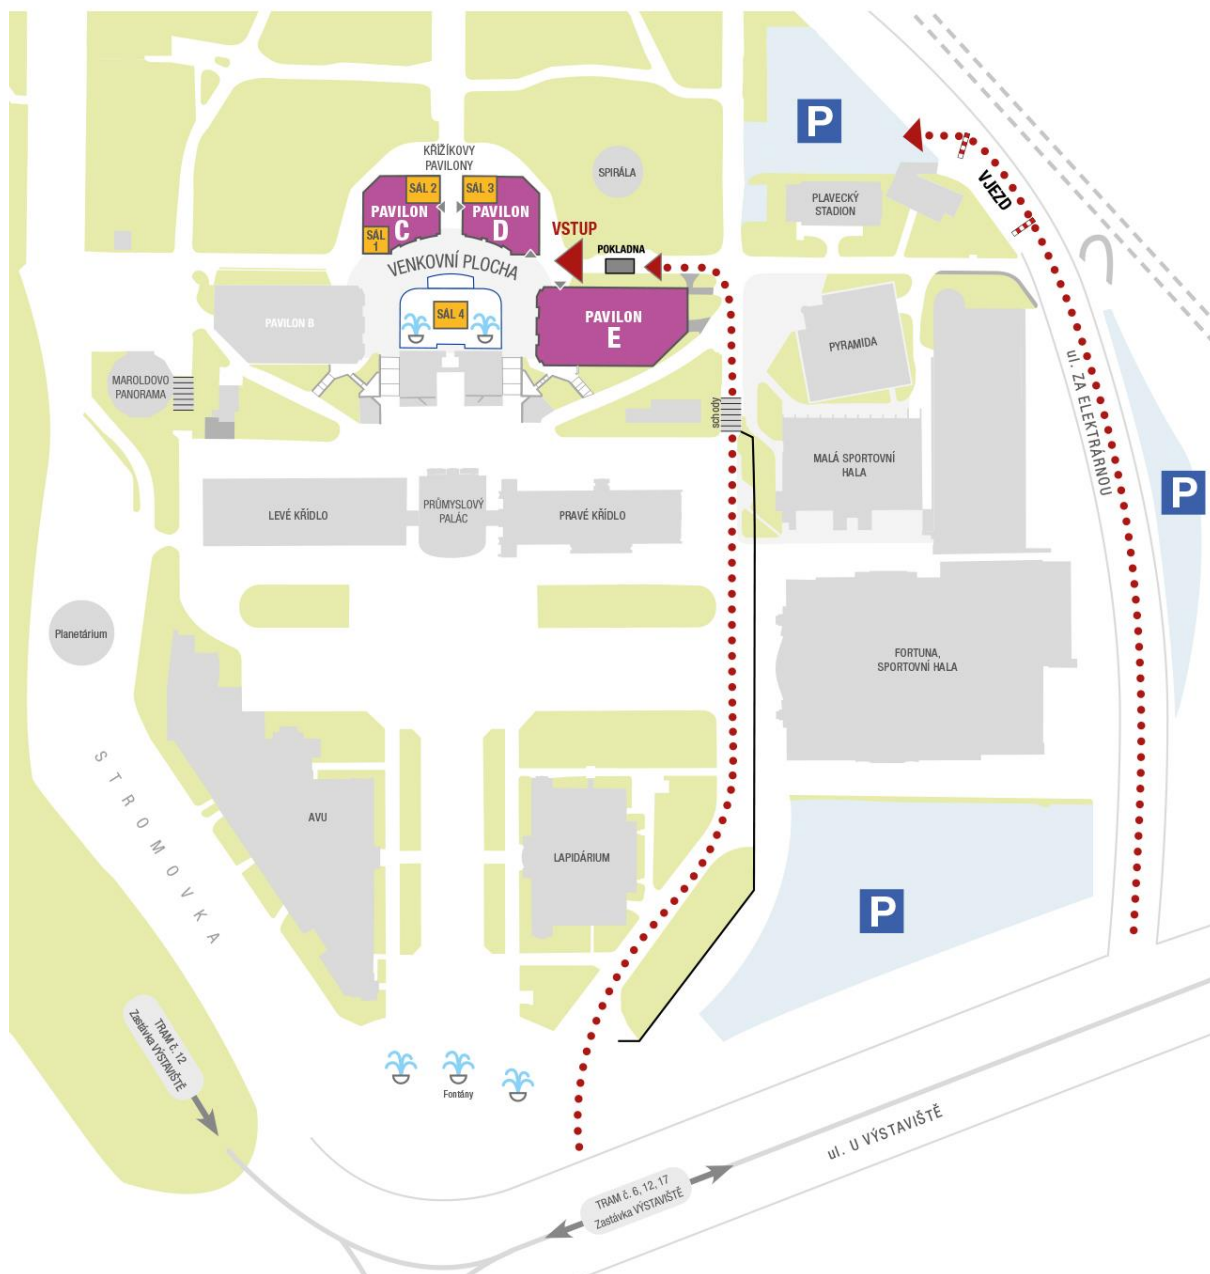 P
KŘIŽÍKOVY
PAVILONY
SPIRÁLA
VJEZD
SÁL 2
SÁL 3
PLAVECKÝ
STADION
PAVILON
C
PAVILON
D
SÁL
1
VSTUP
POKLADNA
VENKOVNÍ PLOCHA
SÁL 4
PAVILON B
PAVILON
E
PYRAMIDA
ul. ZA ELEKTRÁRNOU
MAROLDOVO
PANORAMA
schody
MALÁ SPORTOVNÍ
HALA
P
LEVÉ KŘÍDLO
PRŮMYSLOVÝ
PALÁC
PRAVÉ KŘÍDLO
Planetárium
FORTUNA,
SPORTOVNÍ HALA
STROMOVKA
AVU
LAPIDÁRIUM
P
TRAM č. 12
Zastávka VÝSTAVIŠTĚ
Fontány
ul. U VÝSTAVIŠTĚ
TRAM č. 6, 12, 17
Zastávka VÝSTAVIŠTĚ